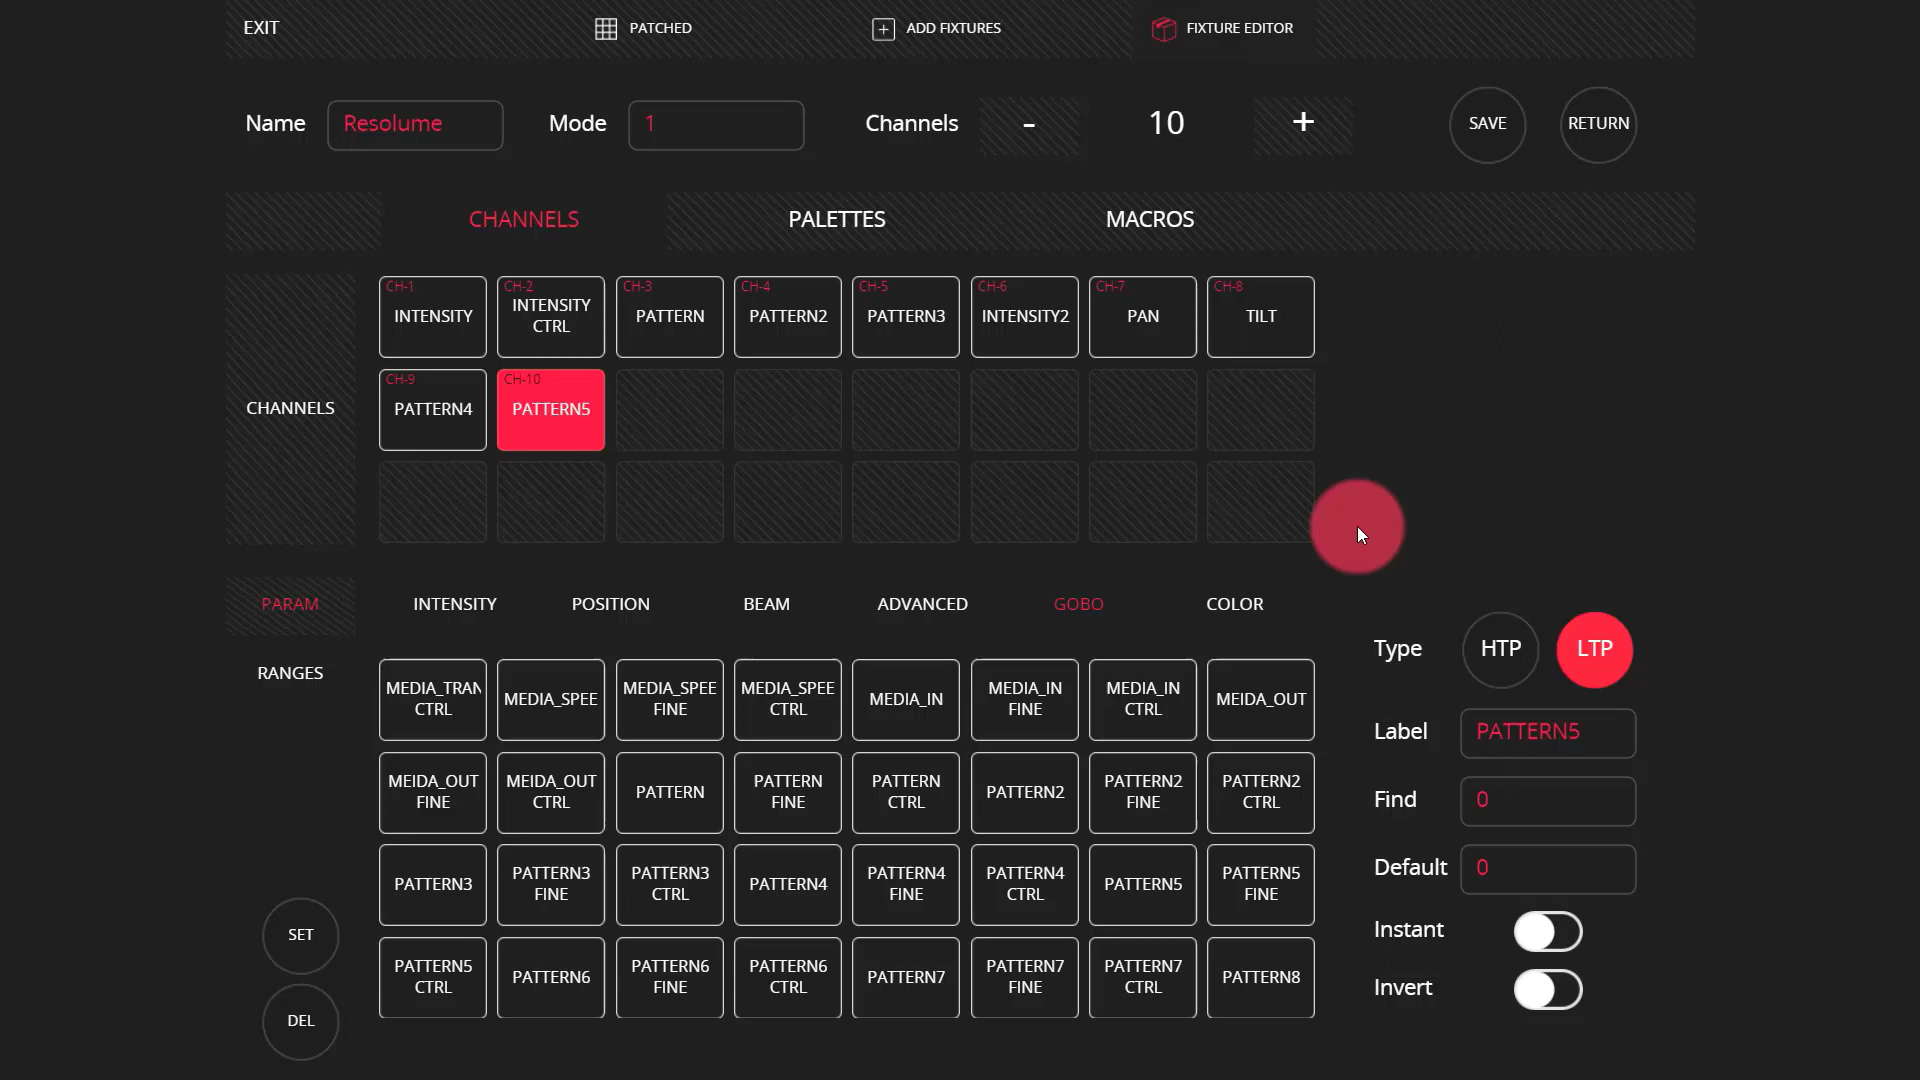 EXIT
PATCHED
ADD FIXTURES
FIXTURE EDITOR
Name
Resolume
Mode
1
Channels
-
10
+
SAVE
RETURN
CHANNELS
PALETTES
MACROS
CHANNELS
CH-1
INTENSITY
CH-2
INTENSITY
CTRL
CH-3
PATTERN
CH-4
PATTERN2
CH-5
PATTERN3
CH-6
INTENSITY2
CH-7
PAN
CH-8
TILT
CH-9
PATTERN4
CH-10
PATTERN5
PARAM
RANGES
INTENSITY
POSITION
BEAM
ADVANCED
GOBO
COLOR
MEDIA_TRAN
CTRL
MEDIA_SPEE
MEDIA_SPEE
FINE
MEDIA_SPEE
CTRL
MEDIA_IN
MEDIA_IN
FINE
MEDIA_IN
CTRL
MEIDA_OUT
MEIDA_OUT
FINE
MEIDA_OUT
CTRL
PATTERN
PATTERN
FINE
PATTERN
CTRL
PATTERN2
PATTERN2
FINE
PATTERN2
CTRL
PATTERN3
PATTERN3
FINE
PATTERN3
CTRL
PATTERN4
PATTERN4
FINE
PATTERN4
CTRL
PATTERN5
PATTERN5
FINE
PATTERN5
CTRL
PATTERN6
PATTERN6
FINE
PATTERN6
CTRL
PATTERN7
PATTERN7
FINE
PATTERN7
CTRL
PATTERN8
SET
DEL
Type
HTP
LTP
Label
PATTERN5
Find
0
Default
0
Instant
Invert